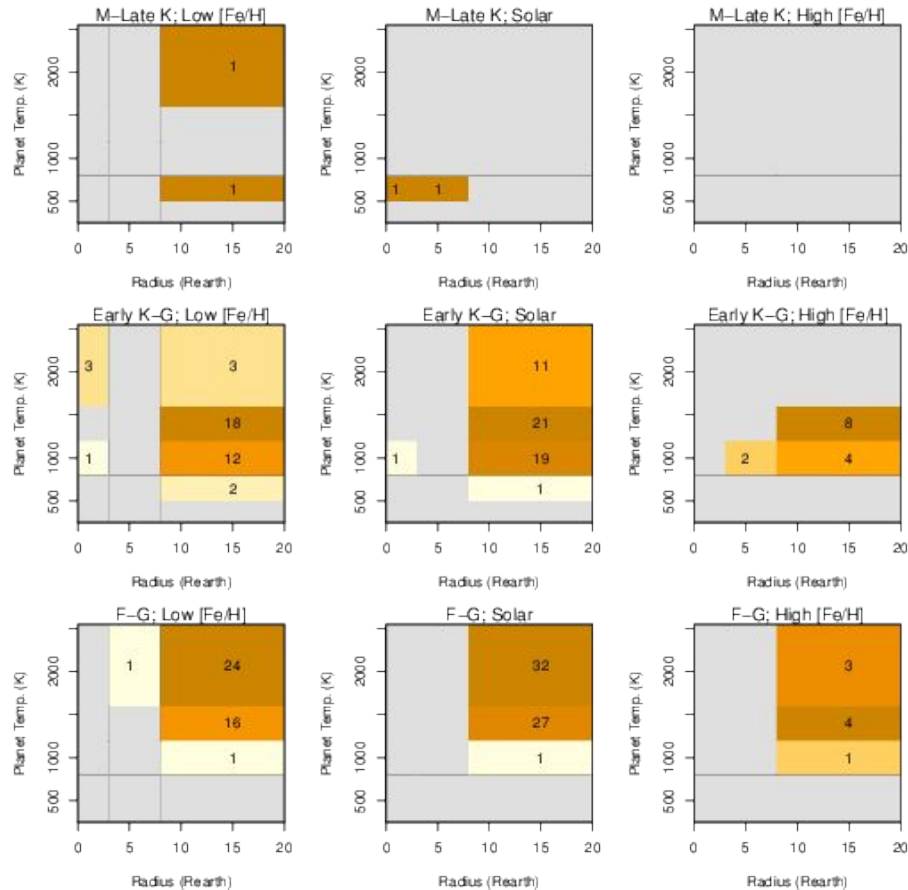 M-Late K; Low [Fe/H]
Planet Temp. (K)
2000
1000
500
1
1
0 5 10 15 20
Radius (Rearth)
M-Late K; Solar
Planet Temp. (K)
2000
1000
500
1 1
0 5 10 15 20
Radius (Rearth)
M-Late K; High [Fe/H]
Planet Temp. (K)
2000
1000
500
0 5 10 15 20
Radius (Rearth)
Early K-G; Low [Fe/H]
Planet Temp. (K)
2000
1000
500
3 3
18
1 12
2
0 5 10 15 20
Radius (Rearth)
Early K-G; Solar
Planet Temp. (K)
2000
1000
500
11
21
1 19
1
0 5 10 15 20
Radius (Rearth)
Early K-G; High [Fe/H]
Planet Temp. (K)
2000
1000
500
8
2 4
0 5 10 15 20
Radius (Rearth)
F-G; Low [Fe/H]
Planet Temp. (K)
2000
1000
500
1 24
16
1
0 5 10 15 20
Radius (Rearth)
F-G; Solar
Planet Temp. (K)
2000
1000
500
32
27
1
0 5 10 15 20
Radius (Rearth)
F-G; High [Fe/H]
Planet Temp. (K)
2000
1000
500
3
4
1
0 5 10 15 20
Radius (Rearth)